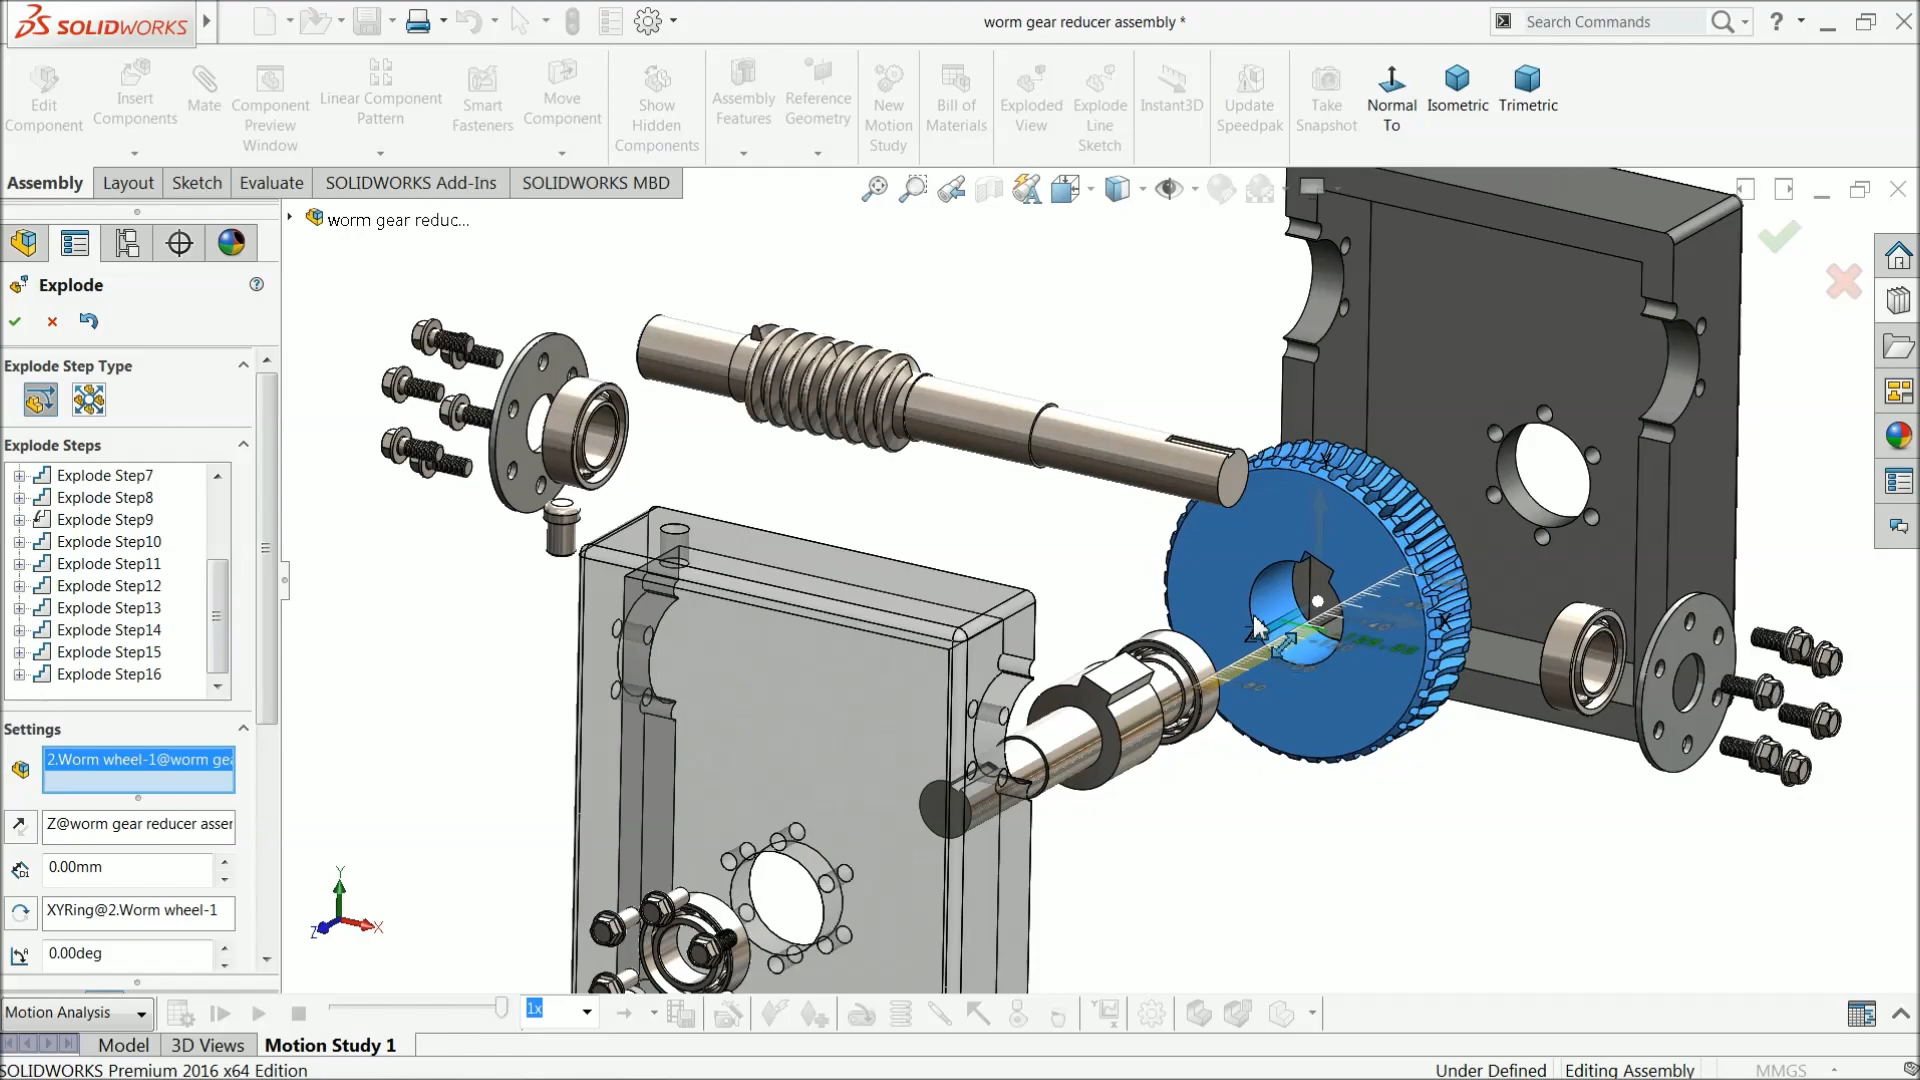 SOLIDWORKS
worm gear reducer assembly *
Search Commands
?
Edit Component
Insert Components
Mate
Component Preview Window
Linear Component Pattern
Smart Fasteners
Move Component
Show Hidden Components
Assembly Features
Reference Geometry
New Motion Study
Bill of Materials
Exploded View
Explode Line Sketch
Instant3D
Update Speedpak
Take Snapshot
Normal To
Isometric
Trimetric
Assembly
Layout
Sketch
Evaluate
SOLIDWORKS Add-Ins
SOLIDWORKS MBD
worm gear reduc...
Explode
Explode Step Type
Explode Steps
Explode Step7
Explode Step8
Explode Step9
Explode Step10
Explode Step11
Explode Step12
Explode Step13
Explode Step14
Explode Step15
Explode Step16
Settings
2.Worm wheel-1@worm gea
Z@worm gear reducer asser
0.00mm
XYRing@2.Worm wheel-1
0.00deg
Y
Z
X
Motion Analysis
1x
Model
3D Views
Motion Study 1
SOLIDWORKS Premium 2016 x64 Edition
Under Defined
Editing Assembly
MMGS